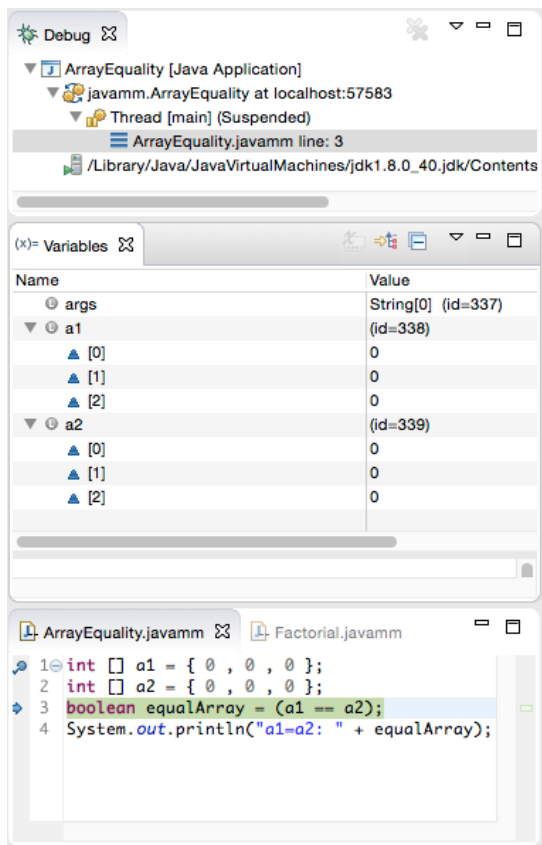 Debug
ArrayEquality [Java Application]
javamm.ArrayEquality at localhost:57583
Thread [main] (Suspended)
ArrayEquality.javamm line: 3
/Library/Java/JavaVirtualMachines/jdk1.8.0_40.jdk/Contents
(x)= Variables
Name Value
args String[0] (id=337)
a1 (id=338)
[0] 0
[1] 0
[2] 0
a2 (id=339)
[0] 0
[1] 0
[2] 0
ArrayEquality.javamm Factorial.javamm
1 int [] a1 = { 0 , 0 , 0 };
2 int [] a2 = { 0 , 0 , 0 };
3 boolean equalArray = (a1 == a2);
4 System.out.println("a1=a2: " + equalArray);